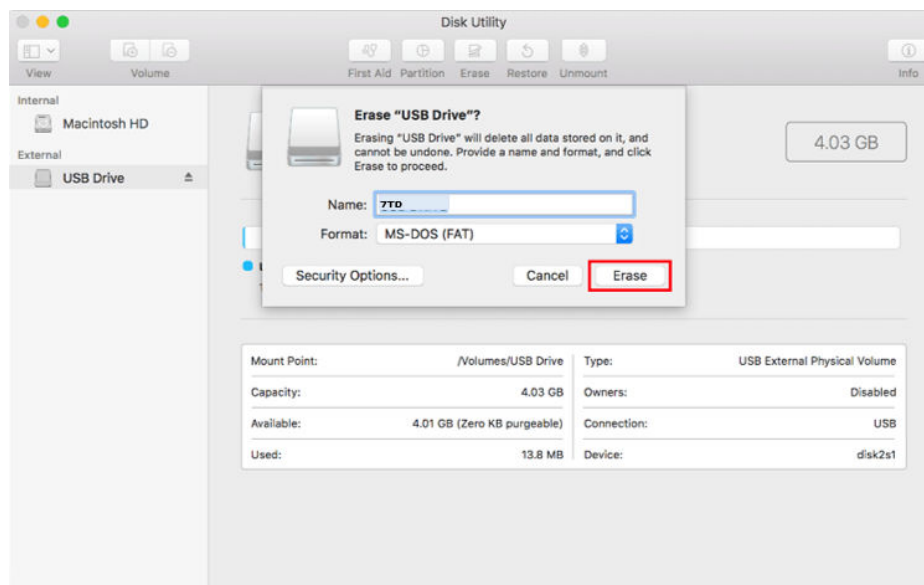 Disk Utility
View
Volume
First Aid
Partition
Erase
Restore
Unmount
Info
Internal
Macintosh HD
External
USB Drive
Erase “USB Drive”?
Erasing “USB Drive” will delete all data stored on it, and
cannot be undone. Provide a name and format, and click
Erase to proceed.
4.03 GB
Name: 7TD
Format: MS-DOS (FAT)
Security Options...
Cancel
Erase
Mount Point: /Volumes/USB Drive
Type: USB External Physical Volume
Capacity: 4.03 GB
Owners: Disabled
Available: 4.01 GB (Zero KB purgeable)
Connection: USB
Used: 13.8 MB
Device: disk2s1